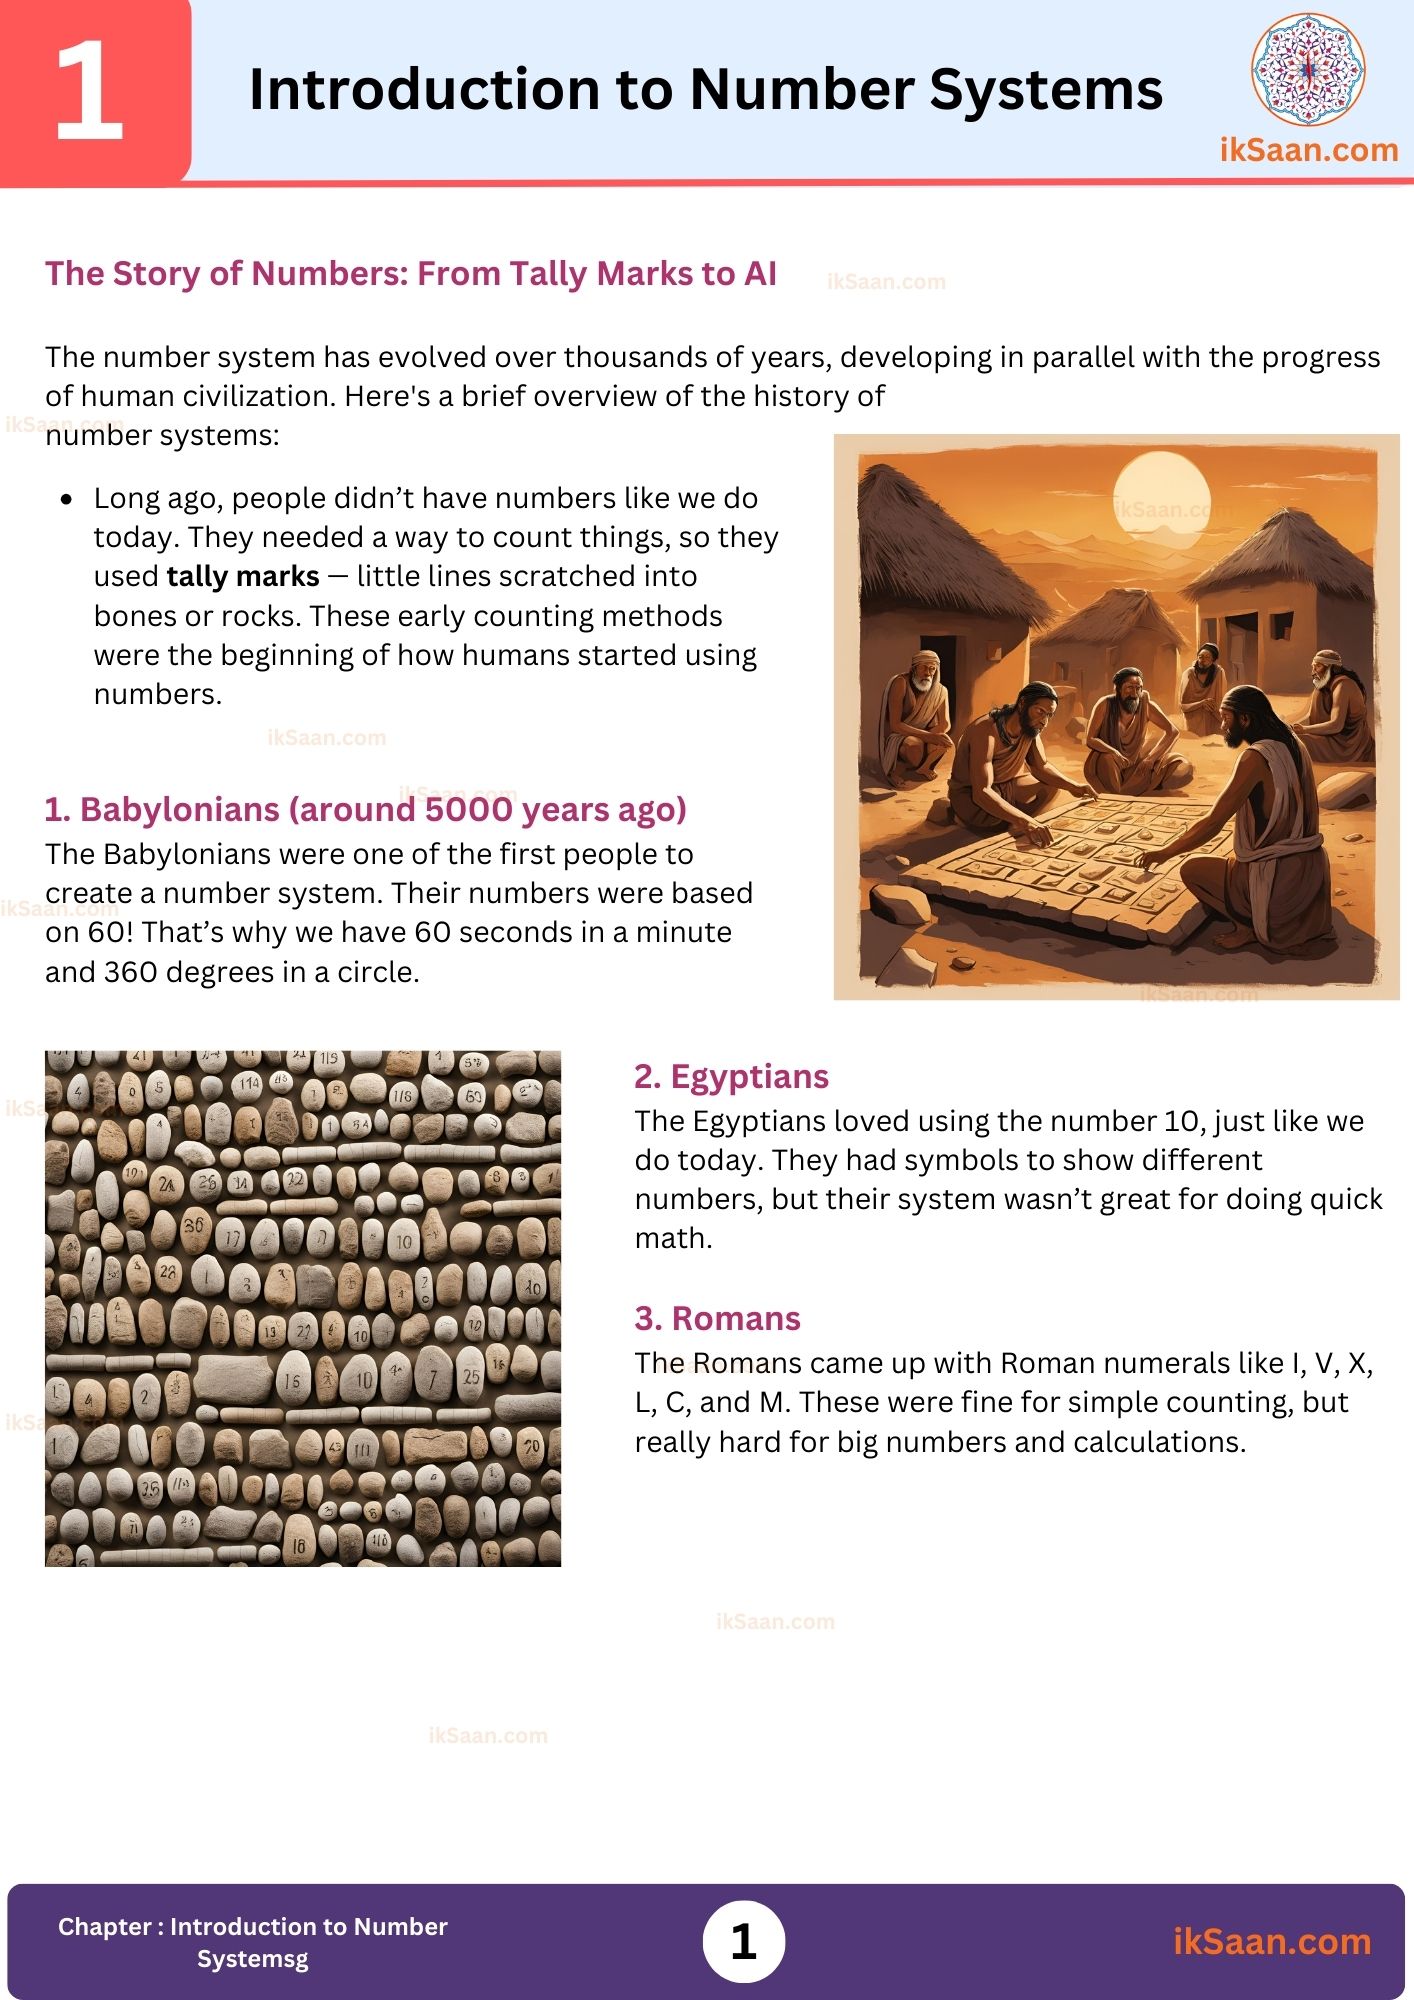 1
Introduction to Number Systems
ikSaan.com
The Story of Numbers: From Tally Marks to AI
ikSaan.com
The number system has evolved over thousands of years, developing in parallel with the progress
of human civilization. Here's a brief overview of the history of
ikSaan.com
number systems:
• Long ago, people didn’t have numbers like we do
today. They needed a way to count things, so they
used tally marks — little lines scratched into
bones or rocks. These early counting methods
were the beginning of how humans started using
numbers.
ikSaan.com
ikSaan.com
ikSaan.com
1. Babylonians (around 5000 years ago)
The Babylonians were one of the first people to
create a number system. Their numbers were based
ikSaan.com
on 60! That’s why we have 60 seconds in a minute
and 360 degrees in a circle.
ikSaan.com
2. Egyptians
The Egyptians loved using the number 10, just like we
do today. They had symbols to show different
numbers, but their system wasn’t great for doing quick
math.
3. Romans
The Romans came up with Roman numerals like I, V, X,
L, C, and M. These were fine for simple counting, but
really hard for big numbers and calculations.
ikSaan.com
ikSaan.com
Chapter : Introduction to Number
Systemsg
1
ikSaan.com